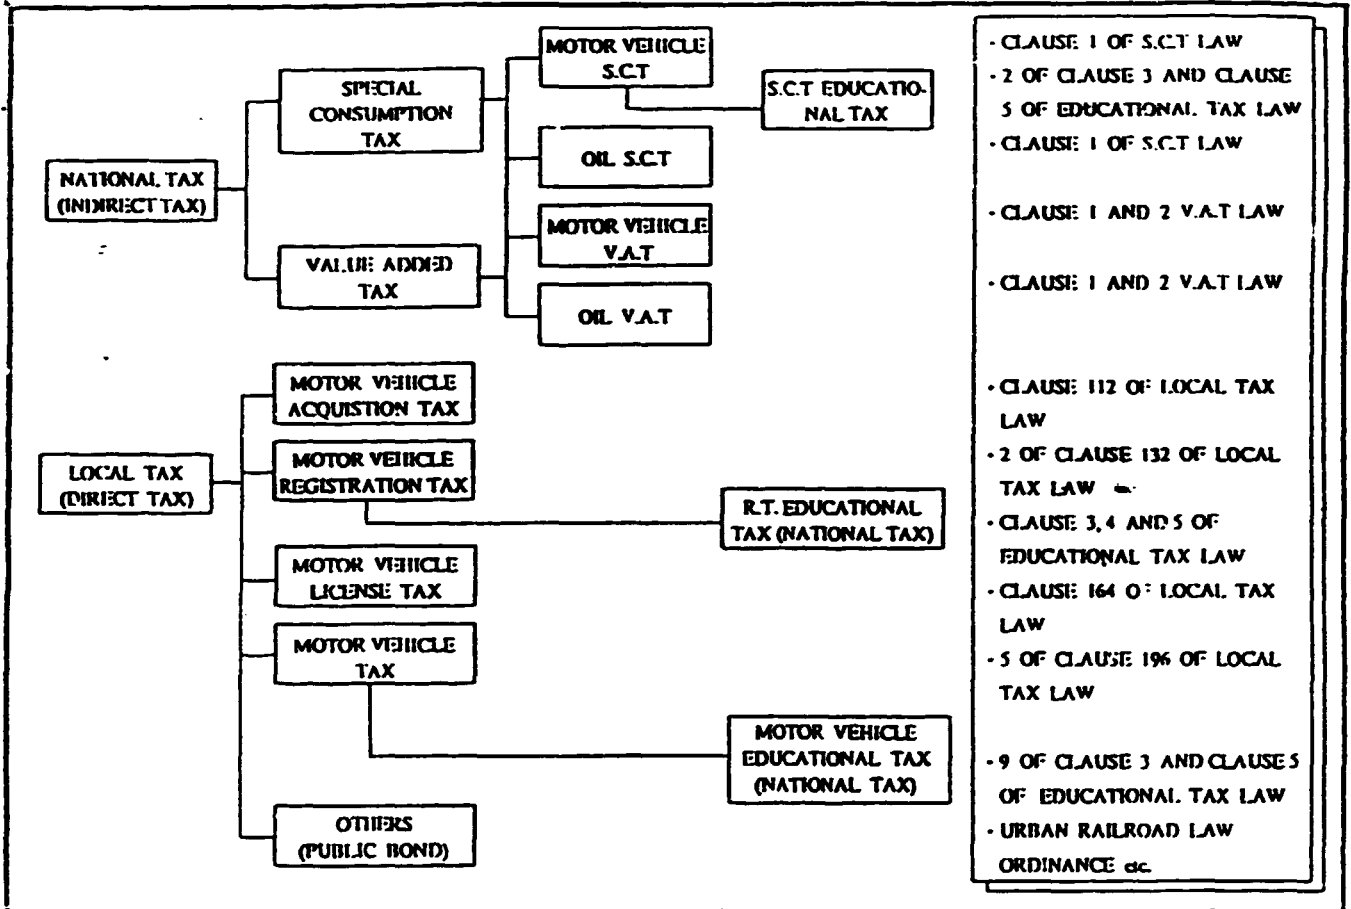 NATIONAL TAX
(INDIRECT TAX)
SPECIAL
CONSUMPTION
TAX
VALUE ADDED
TAX
MOTOR VEHICLE
S.C.T
S.C.T EDUCATIO-
NAL TAX
OIL S.C.T
MOTOR VEHICLE
V.A.T
OIL V.A.T
LOCAL TAX
(DIRECT TAX)
MOTOR VEHICLE
ACQUISTION TAX
MOTOR VEHICLE
REGISTRATION TAX
R.T. EDUCATIONAL
TAX (NATIONAL TAX)
MOTOR VEHICLE
LICENSE TAX
MOTOR VEHICLE
TAX
MOTOR VEHICLE
EDUCATIONAL TAX
(NATIONAL TAX)
OTHERS
(PUBLIC BOND)
- CLAUSE 1 OF S.C.T LAW
- 2 OF CLAUSE 3 AND CLAUSE
5 OF EDUCATIONAL TAX LAW
- CLAUSE 1 OF S.C.T LAW
- CLAUSE 1 AND 2 V.A.T LAW
- CLAUSE 1 AND 2 V.A.T LAW
- CLAUSE 112 OF LOCAL TAX
LAW
- 2 OF CLAUSE 132 OF LOCAL
TAX LAW
- CLAUSE 3, 4 AND 5 OF
EDUCATIONAL TAX LAW
- CLAUSE 164 OF LOCAL TAX
LAW
- 5 OF CLAUSE 196 OF LOCAL
TAX LAW
- 9 OF CLAUSE 3 AND CLAUSE 5
OF EDUCATIONAL TAX LAW
- URBAN RAILROAD LAW
ORDINANCE etc.